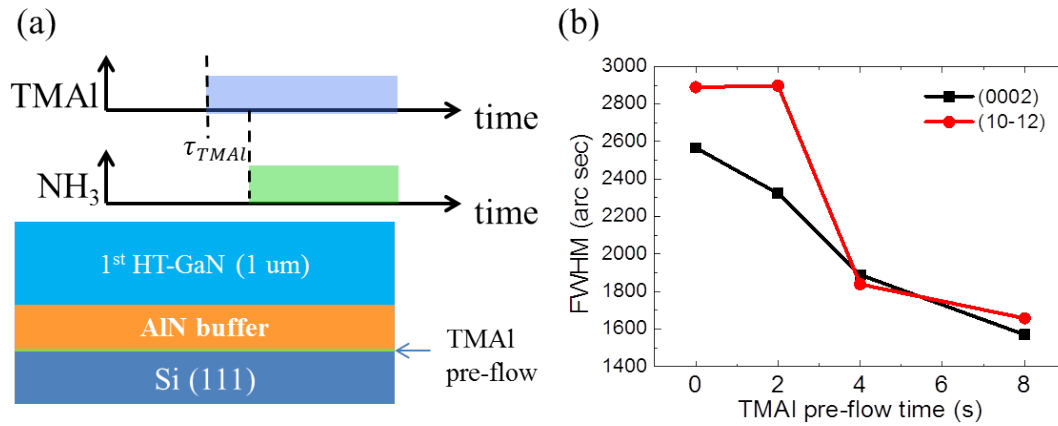 (a)
TMAl
time
τ_TMAl
NH₃
time
1st HT-GaN (1 um)
AlN buffer
TMAl
pre-flow
Si (111)
(b)
3000
2800
2600
2400
2200
2000
1800
1600
1400
FWHM (arc sec)
(0002)
(10-12)
0 2 4 6 8
TMAl pre-flow time (s)